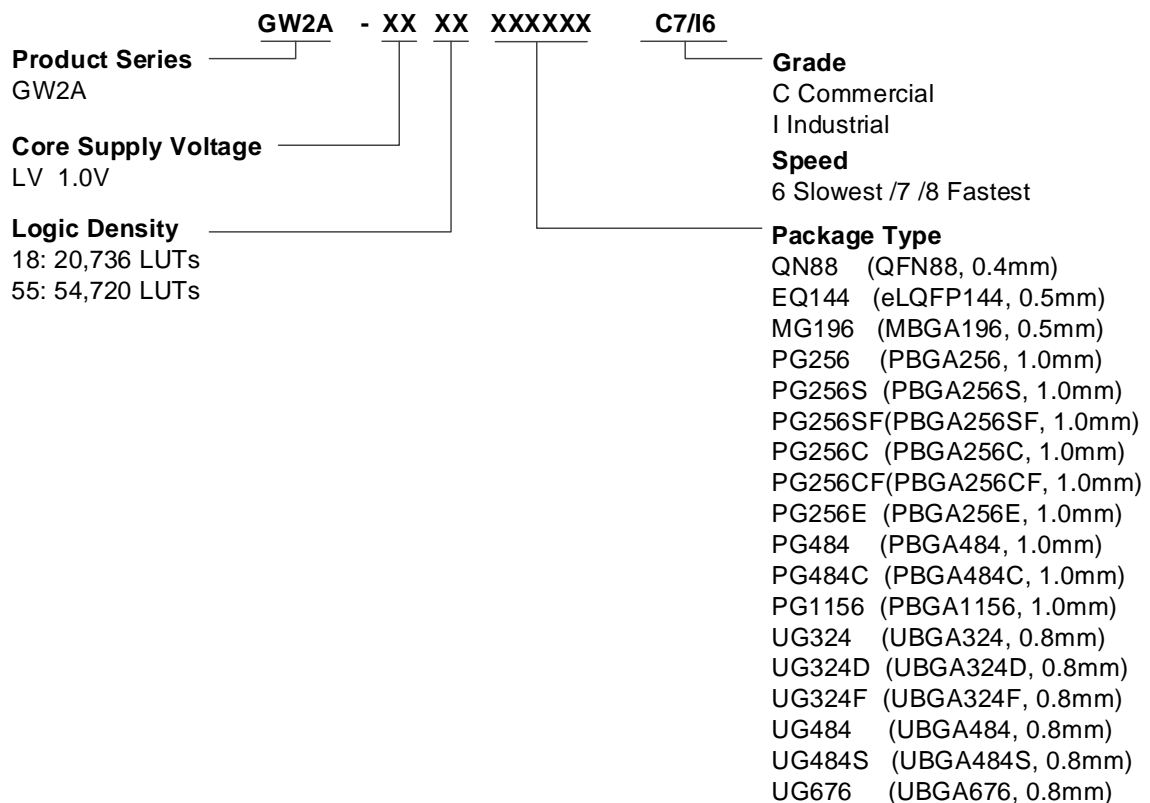 GW2A - XX XX XXXXXX C7/I6
Product Series
GW2A
Core Supply Voltage
LV 1.0V
Logic Density
18: 20,736 LUTs
55: 54,720 LUTs
Grade
C Commercial
I Industrial
Speed
6 Slowest /7 /8 Fastest
Package Type
QN88 (QFN88, 0.4mm)
EQ144 (eLQFP144, 0.5mm)
MG196 (MBGA196, 0.5mm)
PG256 (PBGA256, 1.0mm)
PG256S (PBGA256S, 1.0mm)
PG256SF(PBGA256SF, 1.0mm)
PG256C (PBGA256C, 1.0mm)
PG256CF(PBGA256CF, 1.0mm)
PG256E (PBGA256E, 1.0mm)
PG484 (PBGA484, 1.0mm)
PG484C (PBGA484C, 1.0mm)
PG1156 (PBGA1156, 1.0mm)
UG324 (UBGA324, 0.8mm)
UG324D (UBGA324D, 0.8mm)
UG324F (UBGA324F, 0.8mm)
UG484 (UBGA484, 0.8mm)
UG484S (UBGA484S, 0.8mm)
UG676 (UBGA676, 0.8mm)